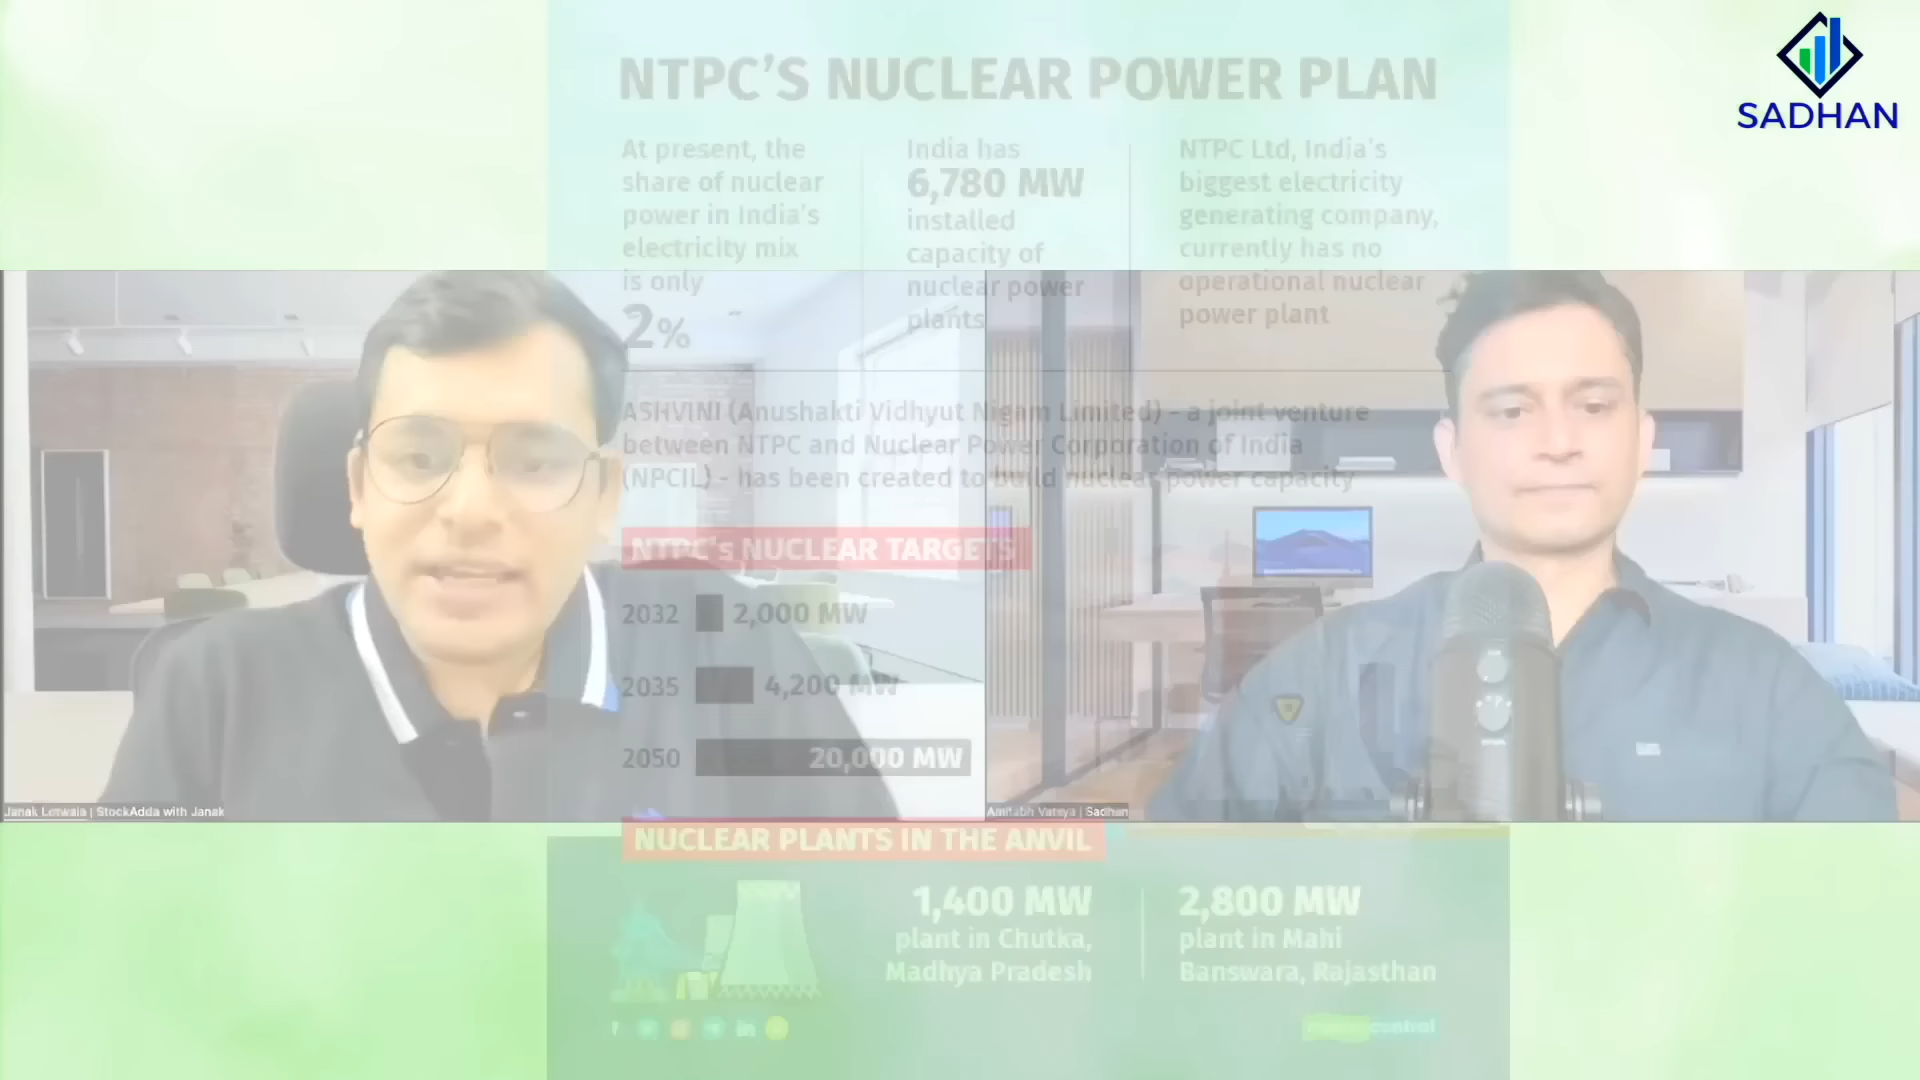 SADHAN
NTPC'S NUCLEAR POWER PLAN
At present, the
share of nuclear
power in India's
electricity mix
is only
2%
India has
6,780 MW
installed
capacity of
nuclear power
plants
NTPC Ltd, India's
biggest electricity
generating company,
currently has no
operational nuclear
power plant
ASHVINI (Anushakti Vidhyut Nigam Limited) - a joint venture
between NTPC and Nuclear Power Corporation of India
(NPCIL) - has been created to build nuclear power capacity
NTPC's NUCLEAR TARGETS
2032 2,000 MW
2035 4,200 MW
2050 20,000 MW
Janak | StockAdda with Janak
Amitabh Vatsya | Sadhan
NUCLEAR PLANTS IN THE ANVIL
1,400 MW
plant in Chutka,
Madhya Pradesh
2,800 MW
plant in Mahi
Banswara, Rajasthan
in
control